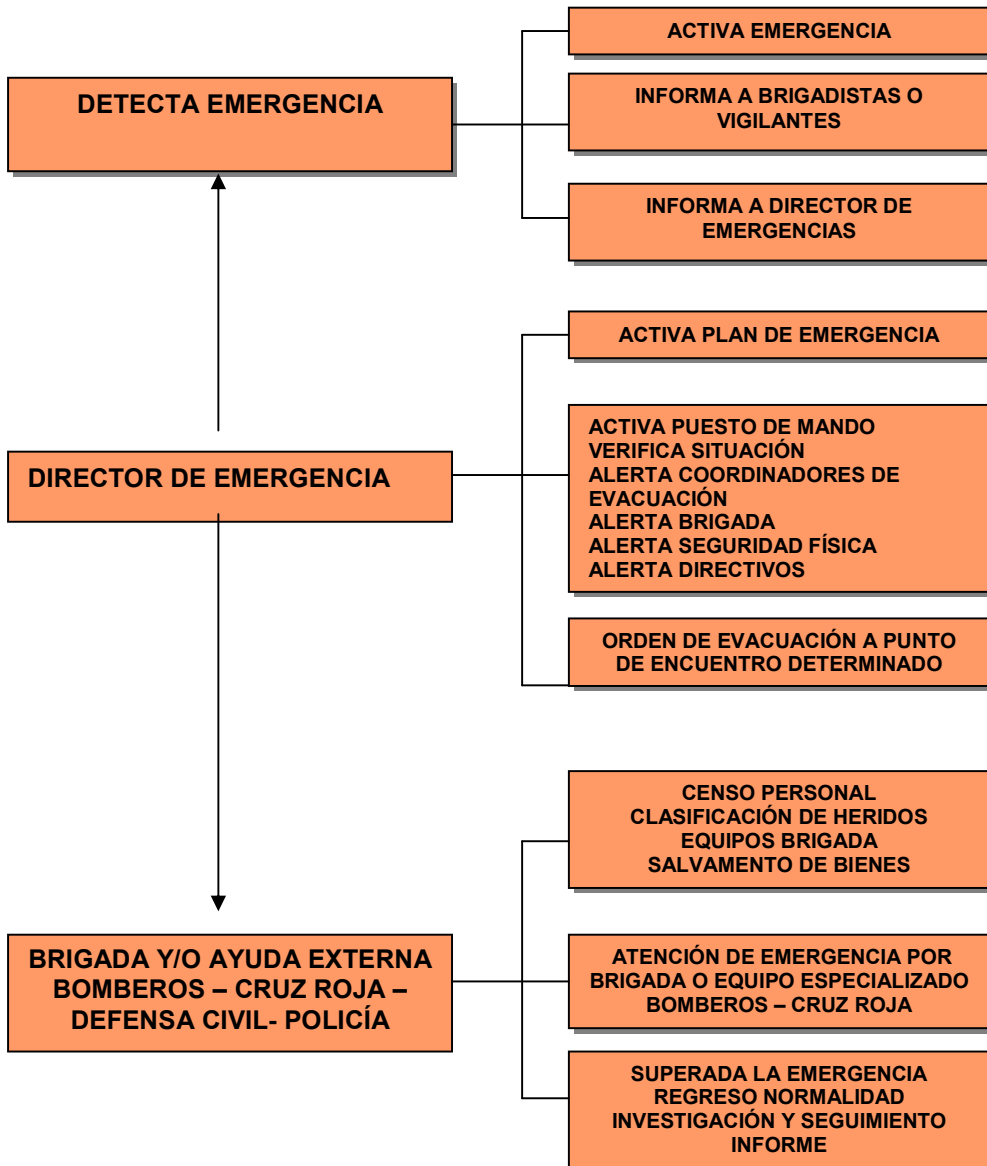 DETECTA EMERGENCIA
ACTIVA EMERGENCIA
INFORMA A BRIGADISTAS O
VIGILANTES
INFORMA A DIRECTOR DE
EMERGENCIAS
DIRECTOR DE EMERGENCIA
ACTIVA PLAN DE EMERGENCIA
ACTIVA PUESTO DE MANDO
VERIFICA SITUACIÓN
ALERTA COORDINADORES DE
EVACUACIÓN
ALERTA BRIGADA
ALERTA SEGURIDAD FÍSICA
ALERTA DIRECTIVOS
ORDEN DE EVACUACIÓN A PUNTO
DE ENCUENTRO DETERMINADO
BRIGADA Y/O AYUDA EXTERNA
BOMBEROS – CRUZ ROJA –
DEFENSA CIVIL- POLICÍA
CENSO PERSONAL
CLASIFICACIÓN DE HERIDOS
EQUIPOS BRIGADA
SALVAMENTO DE BIENES
ATENCIÓN DE EMERGENCIA POR
BRIGADA O EQUIPO ESPECIALIZADO
BOMBEROS – CRUZ ROJA
SUPERADA LA EMERGENCIA
REGRESO NORMALIDAD
INVESTIGACIÓN Y SEGUIMIENTO
INFORME